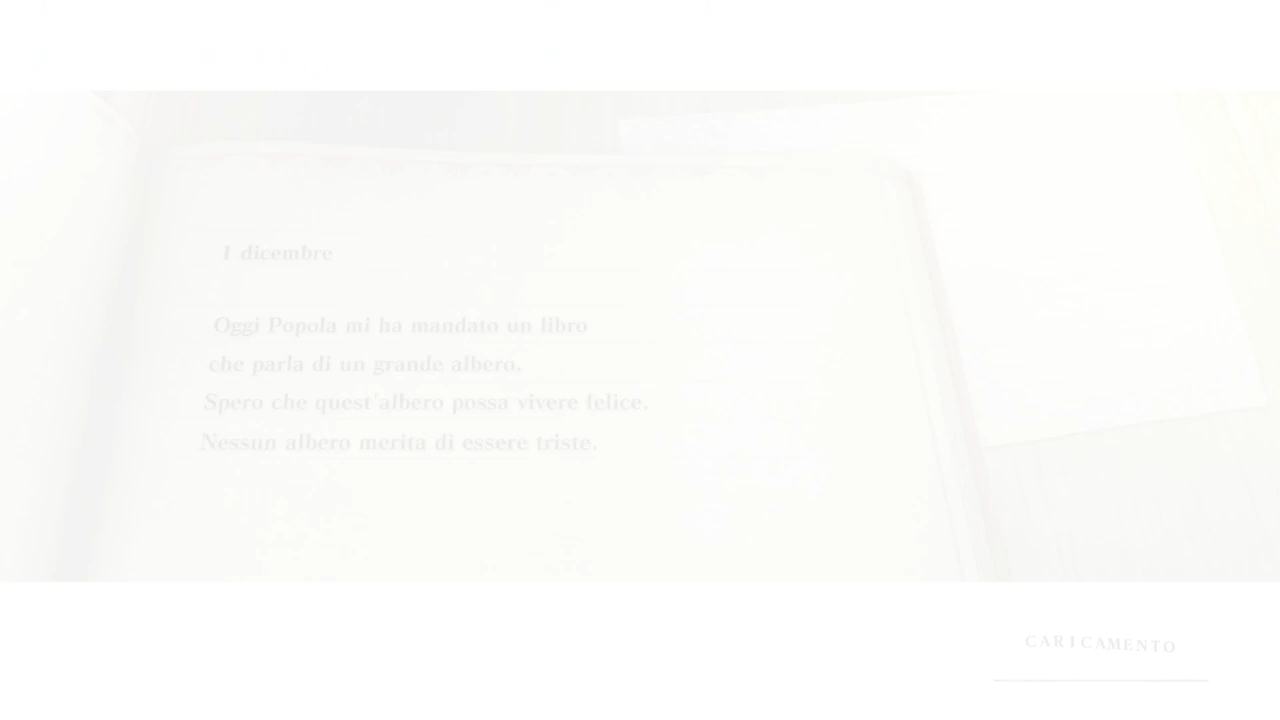 1 dicembre
Oggi Popola mi ha mandato un libro
che parla di un grande albero.
Spero che quest'albero possa vivere felice.
Nessun albero merita di essere triste.
CARICAMENTO